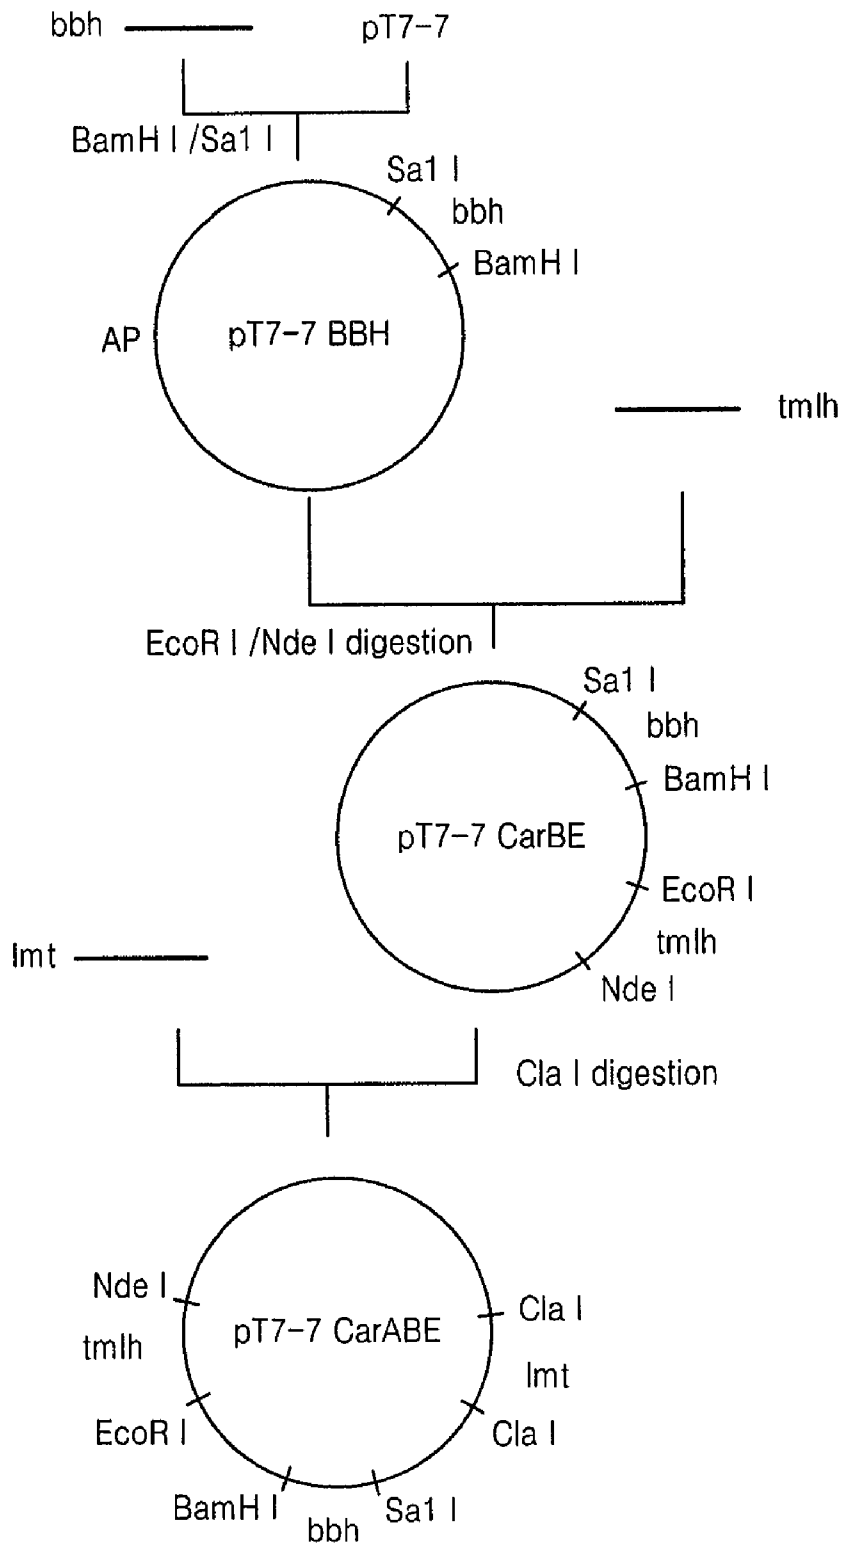 bbh
pT7-7
BamH I /Sa1 I
Sa1 I
bbh
BamH I
AP
pT7-7 BBH
tmlh
EcoR I /Nde I digestion
Sa1 I
bbh
BamH I
pT7-7 CarBE
EcoR I
tmlh
Nde I
lmt
Cla I digestion
Nde I
tmlh
EcoR I
BamH I
bbh
Sa1 I
pT7-7 CarABE
Cla I
lmt
Cla I